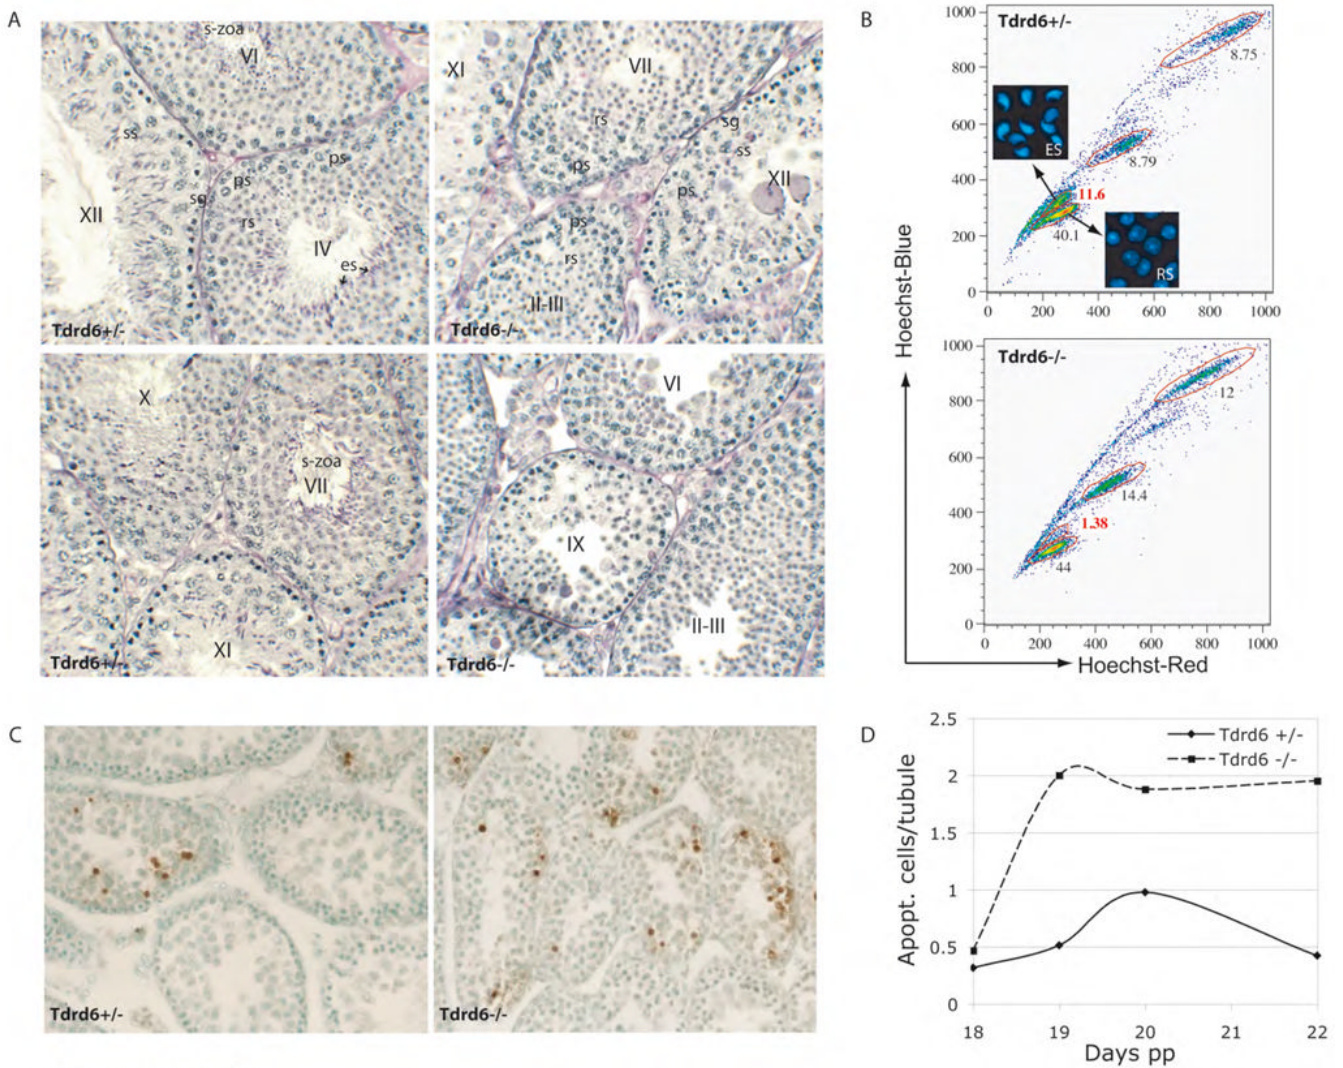 A
s-zoa
VI
ss
ps
ps
sg
rs
XII
IV
es
Tdrd6+/-
XI
VII
rs
sg
ss
ps
ps
XII
ps
rs
II-III
Tdrd6-/-
X
s-zoa
VII
XI
Tdrd6+/-
VI
IX
II-III
Tdrd6-/-
B
Hoechst-Blue
1000
800
600
400
200
0
Tdrd6+/-
8.75
8.79
ES
11.6
40.1
RS
0 200 400 600 800 1000
1000
800
600
400
200
0
Tdrd6-/-
12
14.4
1.38
44
0 200 400 600 800 1000
Hoechst-Red
C
Tdrd6+/-
Tdrd6-/-
D
Apopt. cells/tubule
2.5
2
1.5
1
0.5
0
Tdrd6 +/-
Tdrd6 -/-
18 19 20 21 22
Days pp